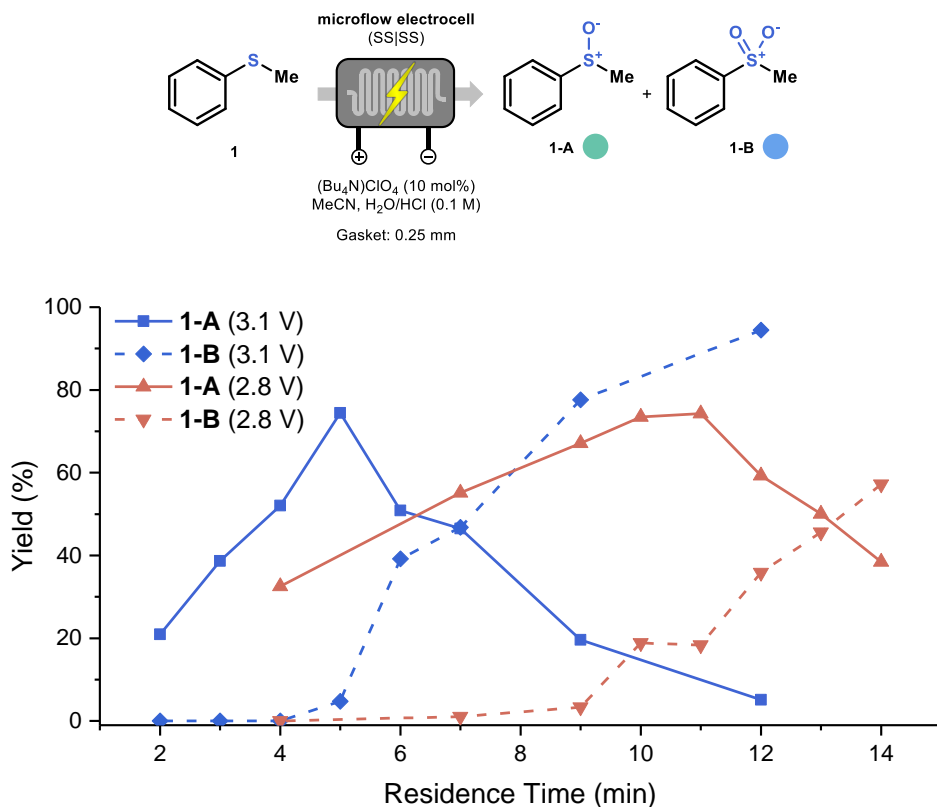 microflow electrocell
(SS|SS)
S
Me
1
+
−
(Bu₄N)ClO₄ (10 mol%)
MeCN, H₂O/HCl (0.1 M)
Gasket: 0.25 mm
O⁻
S⁺
Me
1-A
+
O O⁻
S⁺
Me
1-B
1-A (3.1 V)
1-B (3.1 V)
1-A (2.8 V)
1-B (2.8 V)
Yield (%)
100
80
60
40
20
0
2 4 6 8 10 12 14
Residence Time (min)